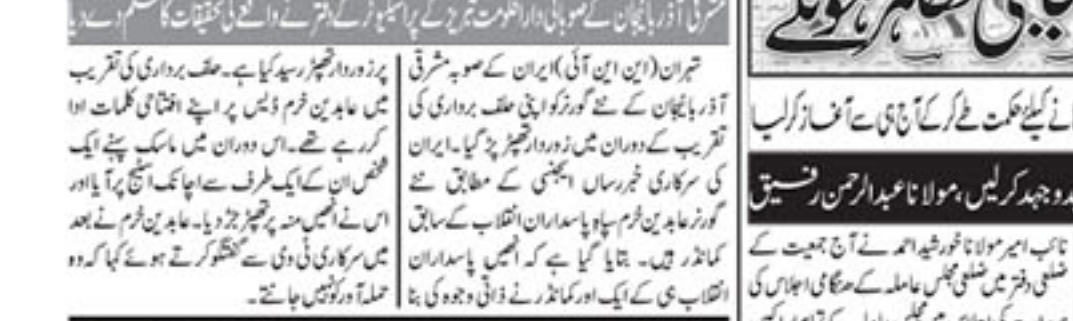 مشرقی آذربائیجان کے صوبائی دارالحکومت تبریز کے پراسیکیوٹر کے دفتر نے واقعے کی تحقیقات کا حکم دے دیا
تہران(این این آئی)ایران کے صوبہ مشرقی
آذربائیجان کے نئے گورنر کو اپنی حلف برداری کی
تقریب کے دوران میں زوردار تھپڑ پڑ گیا۔ایران
کی سرکاری خبررساں ایجنسی کے مطابق نئے
گورنر عابدین خرم سپاہ پاسداران انقلاب کے سابق
کمانڈر ہیں۔ بتایا گیا ہے کہ انھیں پاسداران
انقلاب ہی کے ایک اور کمانڈر نے ذاتی وجوہ کی بنا
پر زوردار تھپڑ رسید کیا ہے۔حلف برداری کی تقریب
میں عابدین خرم ڈیس پر اپنے افتتاحی کلمات ادا
کررہے تھے۔اس دوران میں ماسک پہنے ایک
شخص ان کے ایک طرف سے اچانک اسٹیج پر آیا اور
اس نے انھیں منہ پر تھپڑ جڑ دیا۔عابدین خرم نے بعد
میں سرکاری ٹی وی سے گفتگو کرتے ہوئے کہا کہ وہ
حملہ آور کو نہیں جانتے۔
نے کیلئے حکمت طے کرکے آج ہی سے آغاز کرلیا
جدوجہد کرلیں،مولانا عبدالرحمن رفیق
نائب امیر مولانا خورشید احمد نے آج جمعیت کے
ضلعی دفتر میں ضلعی مجلس عاملہ کے ہنگامی اجلاس کی